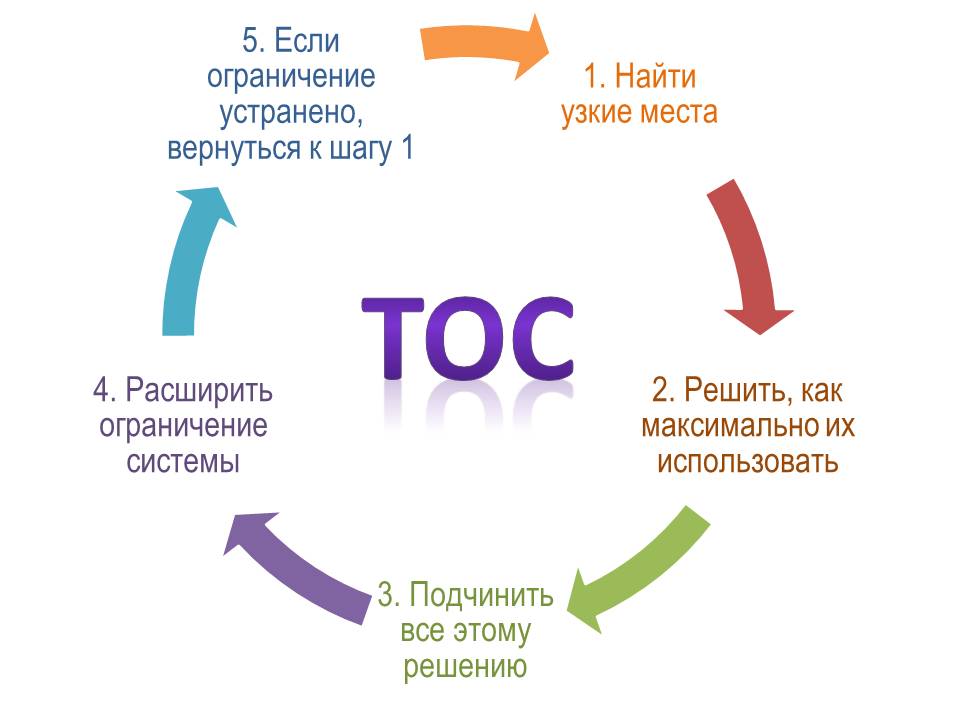 1. Найти
узкие места
2. Решить, как
максимально их
использовать
3. Подчинить
все этому
решению
4. Расширить
ограничение
системы
5. Если
ограничение
устранено,
вернуться к шагу 1
ТОС